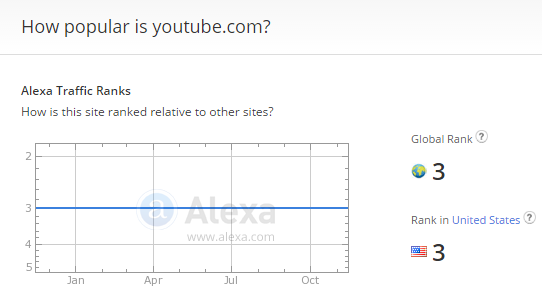 How popular is youtube.com?
Alexa Traffic Ranks
How is this site ranked relative to other sites?
Global Rank ?
3
Rank in United States ?
3
2
3
4
5
Jan Apr Jul Oct
a Alexa
www.alexa.com